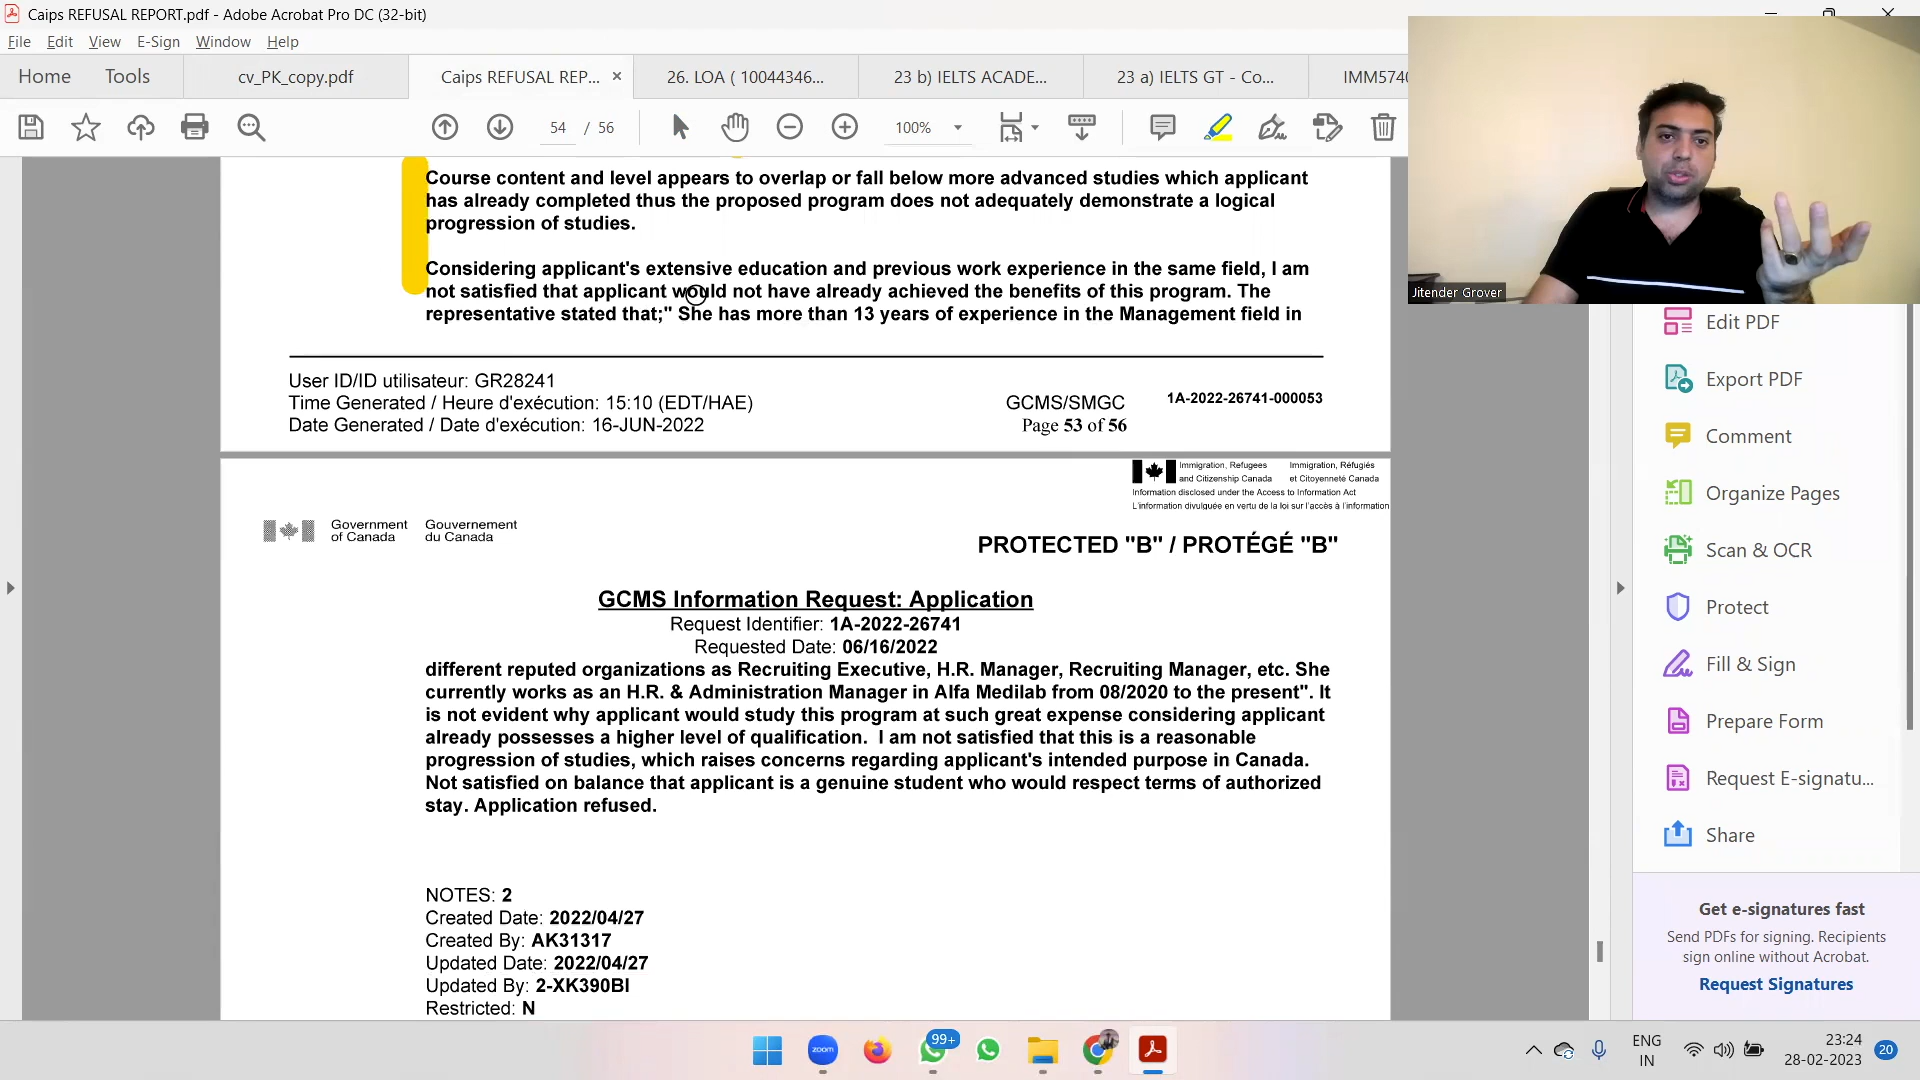 Caips REFUSAL REPORT.pdf - Adobe Acrobat Pro DC (32-bit)
File Edit View E-Sign Window Help
Home Tools cv_PK_copy.pdf Caips REFUSAL REP... × 26. LOA ( 10044346... 23 b) IELTS ACADE... 23 a) IELTS GT - Co... IMM5740
54 / 56 100%
Course content and level appears to overlap or fall below more advanced studies which applicant
has already completed thus the proposed program does not adequately demonstrate a logical
progression of studies.
Considering applicant's extensive education and previous work experience in the same field, I am
not satisfied that applicant would not have already achieved the benefits of this program. The
representative stated that;" She has more than 13 years of experience in the Management field in
User ID/ID utilisateur: GR28241
Time Generated / Heure d'exécution: 15:10 (EDT/HAE)
Date Generated / Date d'exécution: 16-JUN-2022
GCMS/SMGC
Page 53 of 56
1A-2022-26741-000053
Immigration, Refugees
and Citizenship Canada
Immigration, Réfugiés
et Citoyenneté Canada
Information disclosed under the Access to Information Act
L'information divulguée en vertu de la loi sur l'accès à l'information
Government
of Canada
Gouvernement
du Canada
PROTECTED "B" / PROTÉGÉ "B"
GCMS Information Request: Application
Request Identifier: 1A-2022-26741
Requested Date: 06/16/2022
different reputed organizations as Recruiting Executive, H.R. Manager, Recruiting Manager, etc. She
currently works as an H.R. & Administration Manager in Alfa Medilab from 08/2020 to the present". It
is not evident why applicant would study this program at such great expense considering applicant
already possesses a higher level of qualification. I am not satisfied that this is a reasonable
progression of studies, which raises concerns regarding applicant's intended purpose in Canada.
Not satisfied on balance that applicant is a genuine student who would respect terms of authorized
stay. Application refused.
NOTES: 2
Created Date: 2022/04/27
Created By: AK31317
Updated Date: 2022/04/27
Updated By: 2-XK390BI
Restricted: N
Jitender Grover
Edit PDF
Export PDF
Comment
Organize Pages
Scan & OCR
Protect
Fill & Sign
Prepare Form
Request E-signatu...
Share
Get e-signatures fast
Send PDFs for signing. Recipients
sign online without Acrobat.
Request Signatures
zoom
99+
ENG
IN
23:24
28-02-2023
20